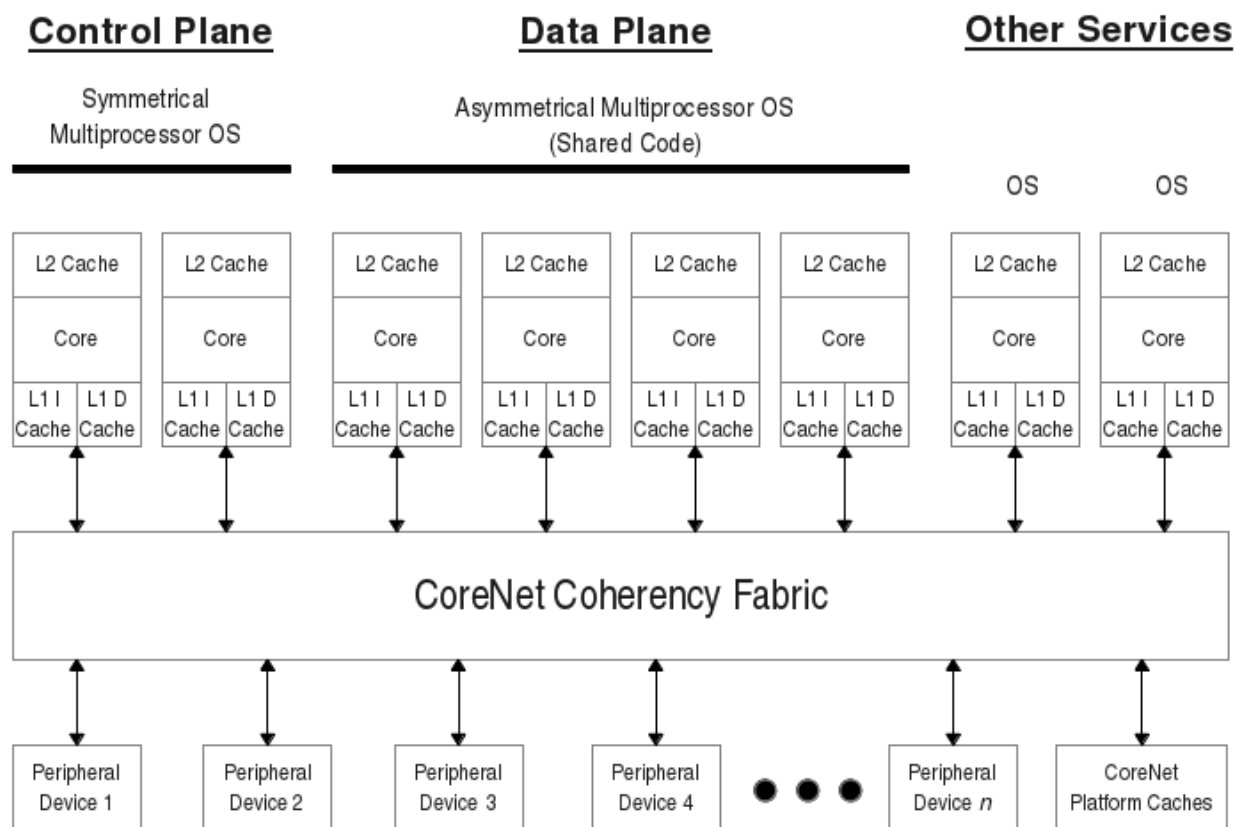 Control Plane
Data Plane
Other Services
Symmetrical
Multiprocessor OS
Asymmetrical Multiprocessor OS
(Shared Code)
OS
OS
L2 Cache
L2 Cache
L2 Cache
L2 Cache
L2 Cache
L2 Cache
L2 Cache
L2 Cache
Core
Core
Core
Core
Core
Core
Core
Core
L1 I
Cache
L1 D
Cache
L1 I
Cache
L1 D
Cache
L1 I
Cache
L1 D
Cache
L1 I
Cache
L1 D
Cache
L1 I
Cache
L1 D
Cache
L1 I
Cache
L1 D
Cache
L1 I
Cache
L1 D
Cache
L1 I
Cache
L1 D
Cache
CoreNet Coherency Fabric
Peripheral
Device 1
Peripheral
Device 2
Peripheral
Device 3
Peripheral
Device 4
Peripheral
Device n
CoreNet
Platform Caches